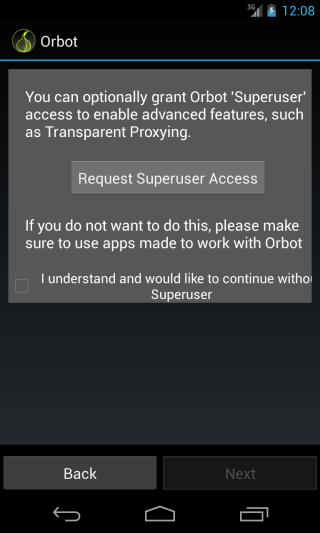 3G 12:08
Orbot
You can optionally grant Orbot 'Superuser'
access to enable advanced features, such
as Transparent Proxying.
Request Superuser Access
If you do not want to do this, please make
sure to use apps made to work with Orbot
I understand and would like to continue withou
Superuser
Back Next